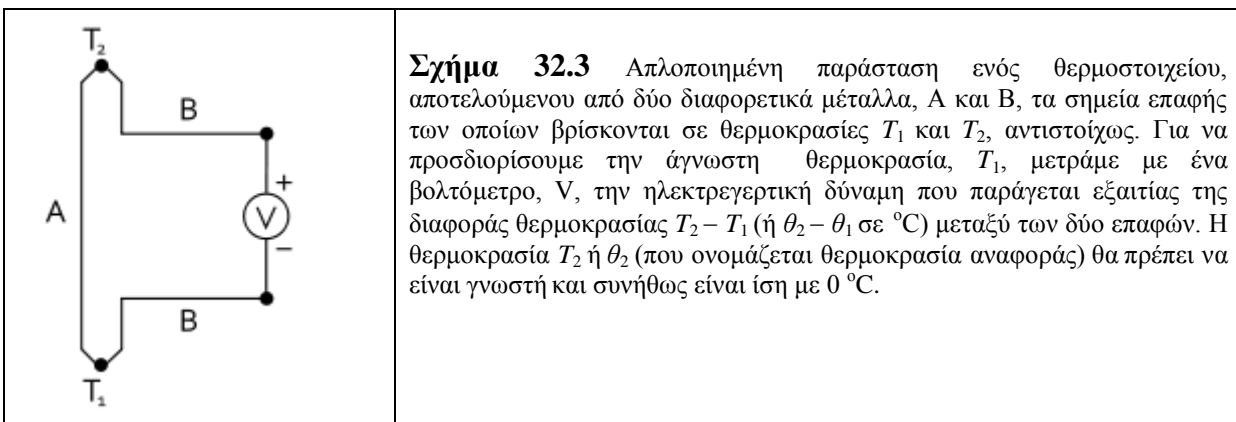 T₂
B
A
+
V
−
B
T₁
Σχήμα 32.3 Απλοποιημένη παράσταση ενός θερμοστοιχείου,
αποτελούμενου από δύο διαφορετικά μέταλλα, Α και Β, τα σημεία επαφής
των οποίων βρίσκονται σε θερμοκρασίες T₁ και T₂, αντιστοίχως. Για να
προσδιορίσουμε την άγνωστη θερμοκρασία, T₁, μετράμε με ένα
βολτόμετρο, V, την ηλεκτρεγερτική δύναμη που παράγεται εξαιτίας της
διαφοράς θερμοκρασίας T₂ – T₁ (ή θ₂ – θ₁ σε °C) μεταξύ των δύο επαφών. Η
θερμοκρασία T₂ ή θ₂ (που ονομάζεται θερμοκρασία αναφοράς) θα πρέπει να
είναι γνωστή και συνήθως είναι ίση με 0 °C.